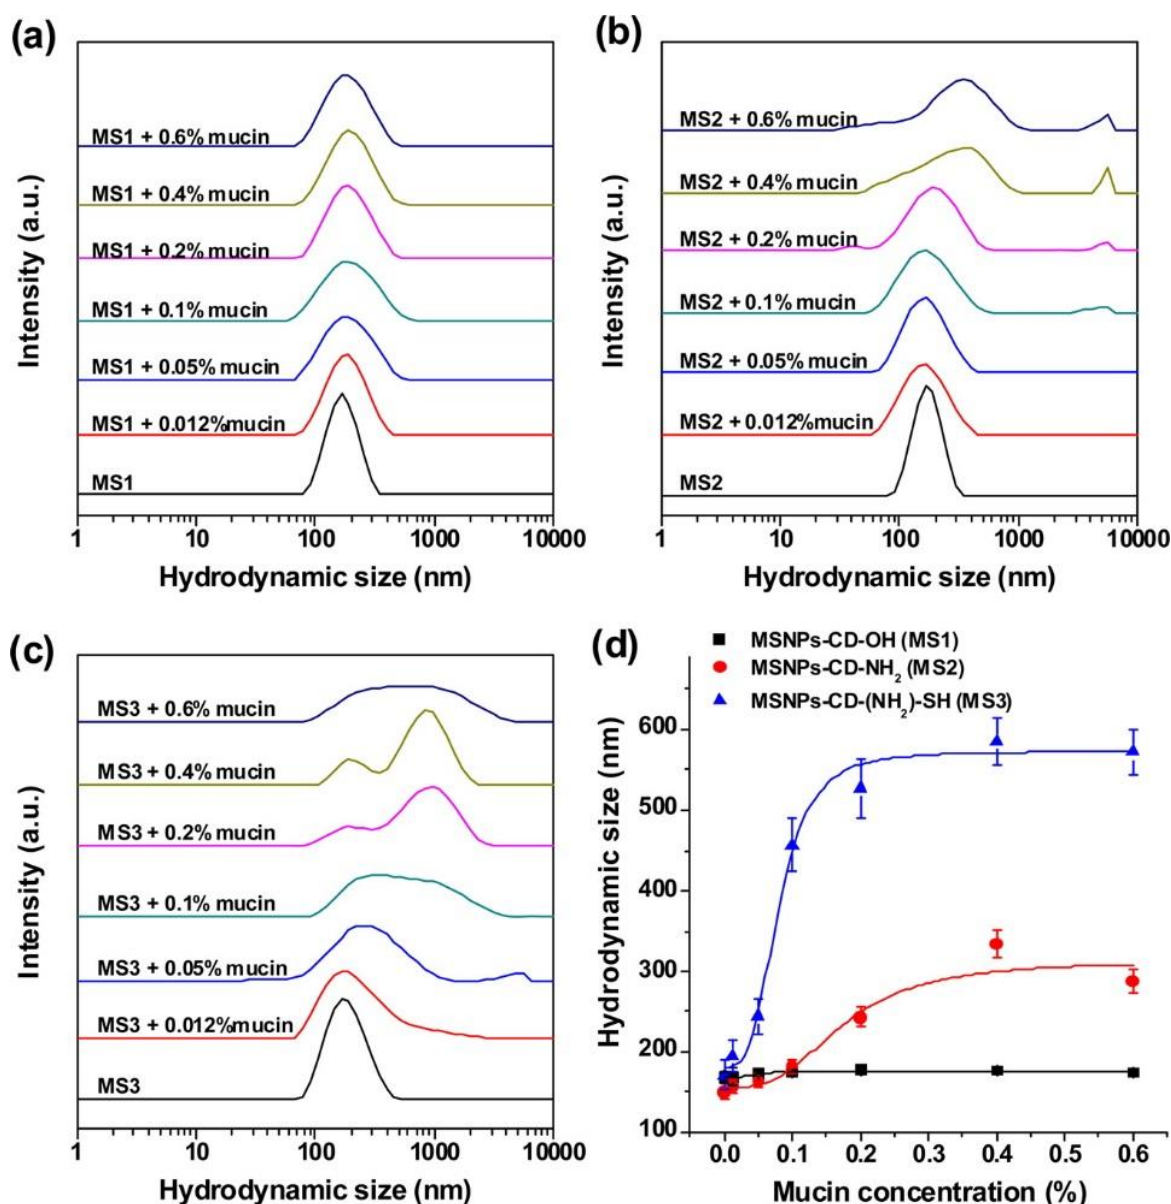 (a)
Intensity (a.u.)
MS1 + 0.6% mucin
MS1 + 0.4% mucin
MS1 + 0.2% mucin
MS1 + 0.1% mucin
MS1 + 0.05% mucin
MS1 + 0.012%mucin
MS1
1 10 100 1000 10000
Hydrodynamic size (nm)
(b)
Intensity (a.u.)
MS2 + 0.6% mucin
MS2 + 0.4% mucin
MS2 + 0.2% mucin
MS2 + 0.1% mucin
MS2 + 0.05% mucin
MS2 + 0.012%mucin
MS2
1 10 100 1000 10000
Hydrodynamic size (nm)
(c)
Intensity (a.u.)
MS3 + 0.6% mucin
MS3 + 0.4% mucin
MS3 + 0.2% mucin
MS3 + 0.1% mucin
MS3 + 0.05% mucin
MS3 + 0.012%mucin
MS3
1 10 100 1000 10000
Hydrodynamic size (nm)
(d)
MSNPs-CD-OH (MS1)
MSNPs-CD-NH₂ (MS2)
MSNPs-CD-(NH₂)-SH (MS3)
Hydrodynamic size (nm)
600
500
400
300
200
100
0.0 0.1 0.2 0.3 0.4 0.5 0.6
Mucin concentration (%)